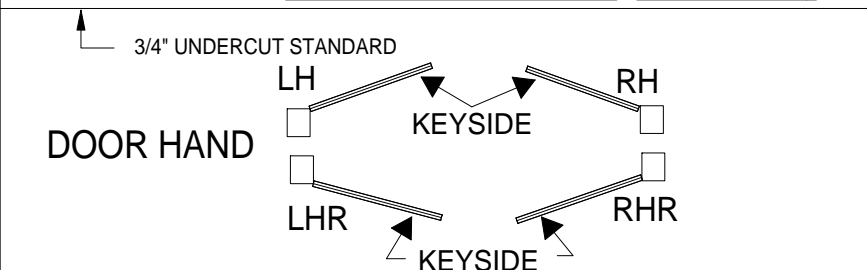 3/4" UNDERCUT STANDARD
LH
RH
KEYSIDE
DOOR HAND
LHR
RHR
KEYSIDE